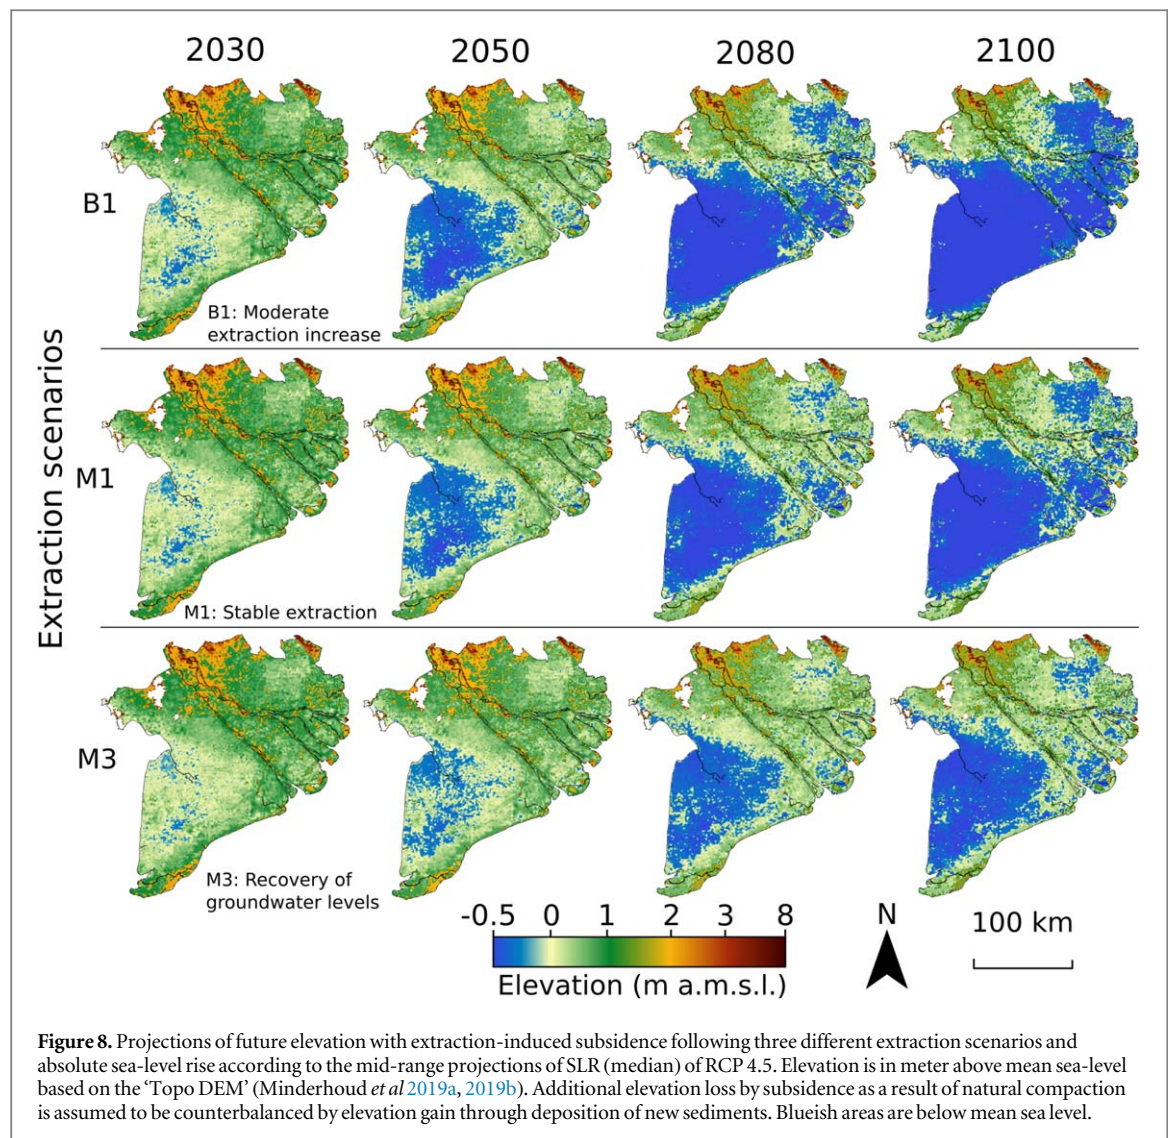 2030 2050 2080 2100
B1
B1: Moderate
extraction increase
Extraction scenarios
M1
M1: Stable extraction
M3
M3: Recovery of
groundwater levels
-0.5 0 1 2 3 8
Elevation (m a.m.s.l.)
N
100 km
Figure 8. Projections of future elevation with extraction-induced subsidence following three different extraction scenarios and
absolute sea-level rise according to the mid-range projections of SLR (median) of RCP 4.5. Elevation is in meter above mean sea-level
based on the ‘Topo DEM’ (Minderhoud et al 2019a, 2019b). Additional elevation loss by subsidence as a result of natural compaction
is assumed to be counterbalanced by elevation gain through deposition of new sediments. Blueish areas are below mean sea level.